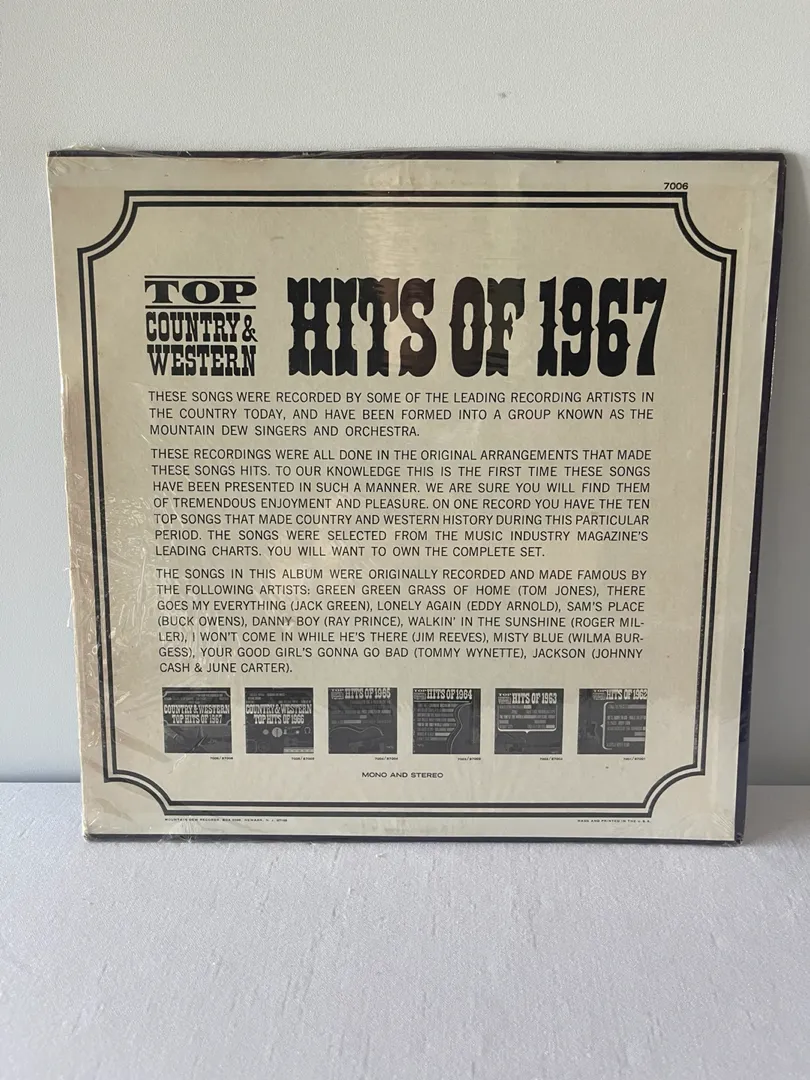 7006
TOP
COUNTRY &
WESTERN
HITS OF 1967
THESE SONGS WERE RECORDED BY SOME OF THE LEADING RECORDING ARTISTS IN
THE COUNTRY TODAY, AND HAVE BEEN FORMED INTO A GROUP KNOWN AS THE
MOUNTAIN DEW SINGERS AND ORCHESTRA.
THESE RECORDINGS WERE ALL DONE IN THE ORIGINAL ARRANGEMENTS THAT MADE
THESE SONGS HITS. TO OUR KNOWLEDGE THIS IS THE FIRST TIME THESE SONGS
HAVE BEEN PRESENTED IN SUCH A MANNER. WE ARE SURE YOU WILL FIND THEM
OF TREMENDOUS ENJOYMENT AND PLEASURE. ON ONE RECORD YOU HAVE THE TEN
TOP SONGS THAT MADE COUNTRY AND WESTERN HISTORY DURING THIS PARTICULAR
PERIOD. THE SONGS WERE SELECTED FROM THE MUSIC INDUSTRY MAGAZINE'S
LEADING CHARTS. YOU WILL WANT TO OWN THE COMPLETE SET.
THE SONGS IN THIS ALBUM WERE ORIGINALLY RECORDED AND MADE FAMOUS BY
THE FOLLOWING ARTISTS: GREEN GREEN GRASS OF HOME (TOM JONES), THERE
GOES MY EVERYTHING (JACK GREEN), LONELY AGAIN (EDDY ARNOLD), SAM'S PLACE
(BUCK OWENS), DANNY BOY (RAY PRINCE), WALKIN' IN THE SUNSHINE (ROGER MIL-
LER), I WON'T COME IN WHILE HE'S THERE (JIM REEVES), MISTY BLUE (WILMA BUR-
GESS), YOUR GOOD GIRL'S GONNA GO BAD (TOMMY WYNETTE), JACKSON (JOHNNY
CASH & JUNE CARTER).
COUNTRY & WESTERN
TOP HITS OF 1967
COUNTRY & WESTERN
TOP HITS OF 1966
HITS OF 1965
HITS OF 1964
HITS OF 1963
HITS OF 1962
MONO AND STEREO
MADE AND PRINTED IN THE U.S.A.